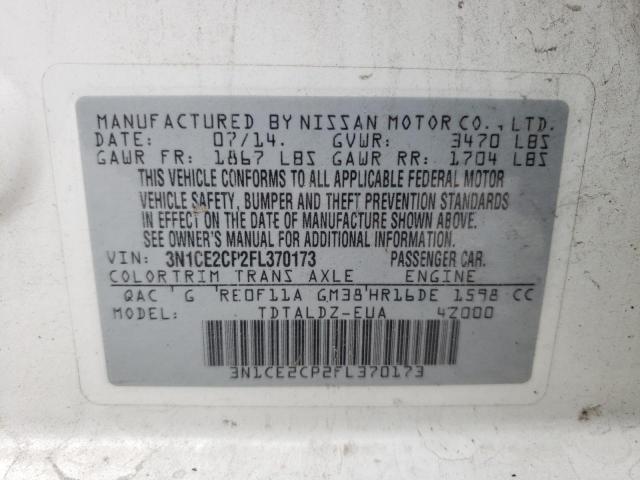 MANUFACTURED BY NISSAN MOTOR CO., LTD.
DATE: 07/14. GVWR: 3470 LBS
GAWR FR: 1867 LBS GAWR RR: 1704 LBS
THIS VEHICLE CONFORMS TO ALL APPLICABLE FEDERAL MOTOR
VEHICLE SAFETY, BUMPER AND THEFT PREVENTION STANDARDS
IN EFFECT ON THE DATE OF MANUFACTURE SHOWN ABOVE.
SEE OWNER'S MANUAL FOR ADDITIONAL INFORMATION.
VIN: 3N1CE2CP2FL370173 PASSENGER CAR.
COLOR TRIM TRANS AXLE ENGINE
QAC G RE0F11A GM38 HR16DE 1598 CC
MODEL: TDTALDZ-EUA 4Z000
3N1CE2CP2FL370173